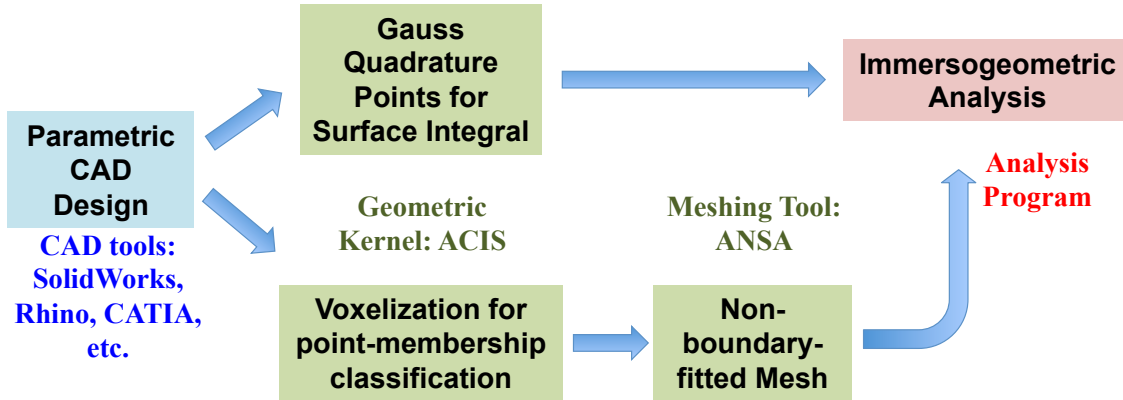 Parametric
CAD
Design
CAD tools:
SolidWorks,
Rhino, CATIA,
etc.
Gauss
Quadrature
Points for
Surface Integral
Geometric
Kernel: ACIS
Voxelization for
point-membership
classification
Meshing Tool:
ANSA
Non-
boundary-
fitted Mesh
Immersogeometric
Analysis
Analysis
Program